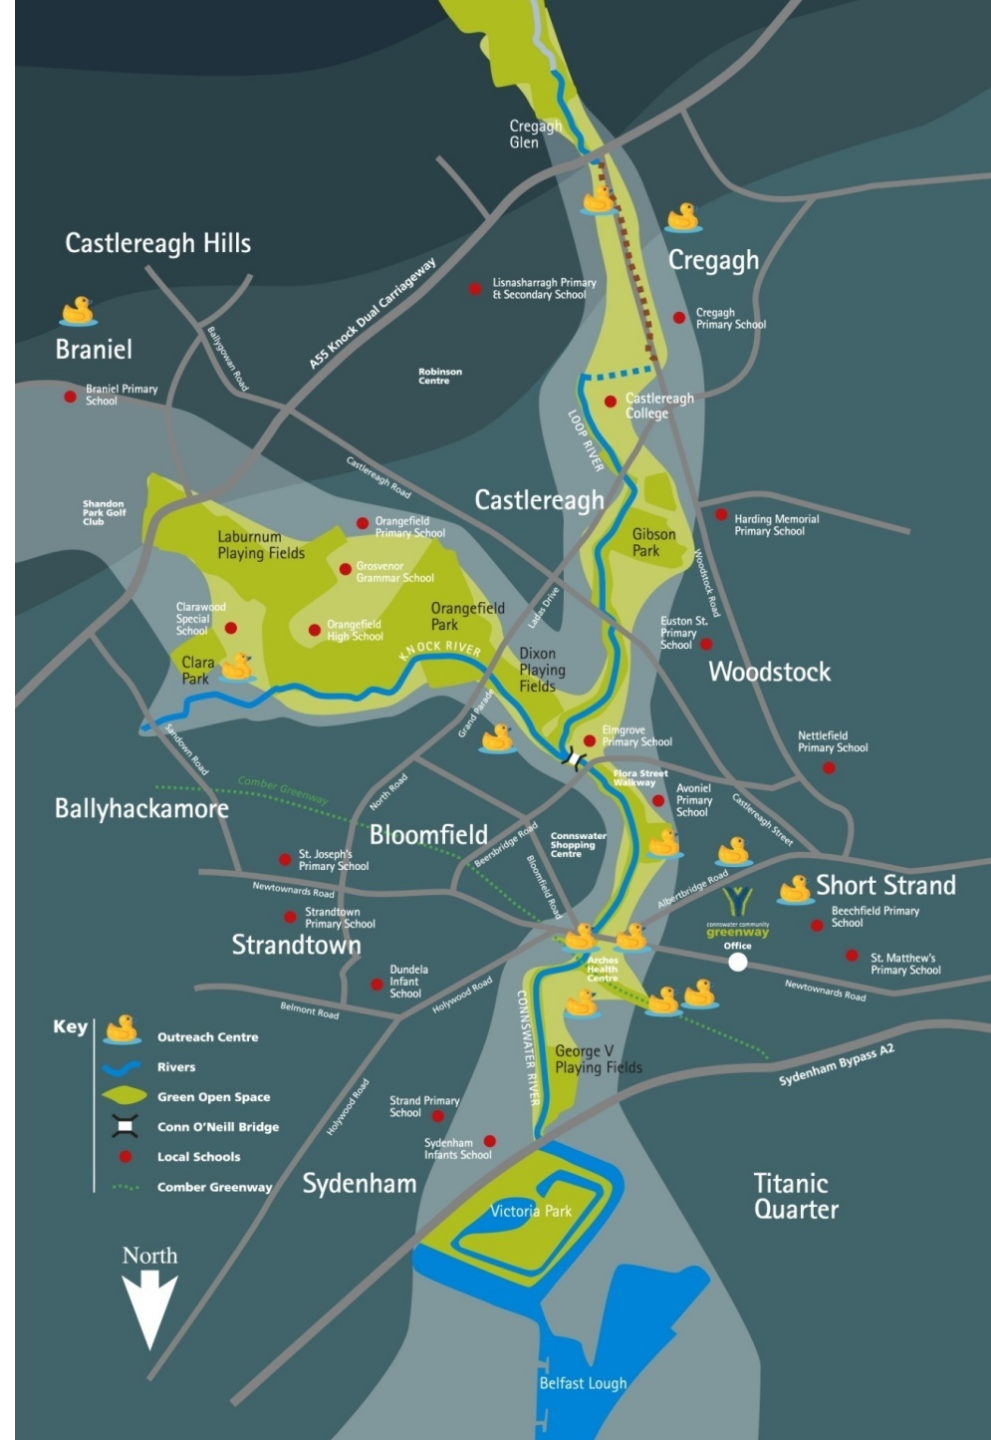 Cregagh
Glen
Castlereagh Hills
Cregagh
A55 Knock Dual Carriageway
Lisnasharragh Primary
& Secondary School
Cregagh
Primary School
Braniel
Ballygowan Road
Robinson
Centre
Braniel Primary
School
Castlereagh
College
LOOP RIVER
Castlereagh Road
Castlereagh
Shandon
Park Golf
Club
Laburnum
Playing Fields
Orangefield
Primary School
Gibson
Park
Harding Memorial
Primary School
Grosvenor
Grammar School
Woodstock Road
Ladas Drive
Clarawood
Special
School
Orangefield
High School
Orangefield
Park
Euston St.
Primary
School
KNOCK RIVER
Clara
Park
Dixon
Playing
Fields
Woodstock
Grand Parade
Sandown Road
Elmgrove
Primary School
Nettlefield
Primary School
Flora Street
Walkway
Comber Greenway
North Road
Avoniel
Primary
School
Ballyhackamore
Castlereagh Street
Bloomfield
Beersbridge Road
Connswater
Shopping
Centre
Bloomfield Road
St. Joseph's
Primary School
Newtownards Road
Albertbridge Road
Short Strand
Strandtown
Primary School
connswater community
greenway
Office
Beechfield Primary
School
Strandtown
Arches
Health
Centre
St. Matthew's
Primary School
Dundela
Infant
School
Holywood Road
Newtownards Road
Belmont Road
CONNSWATER RIVER
Key
Outreach Centre
Rivers
Green Open Space
Conn O'Neill Bridge
Local Schools
Comber Greenway
George V
Playing Fields
Sydenham Bypass A2
Holywood Road
Strand Primary
School
Sydenham
Infants School
Sydenham
Titanic
Quarter
Victoria Park
North
Belfast Lough